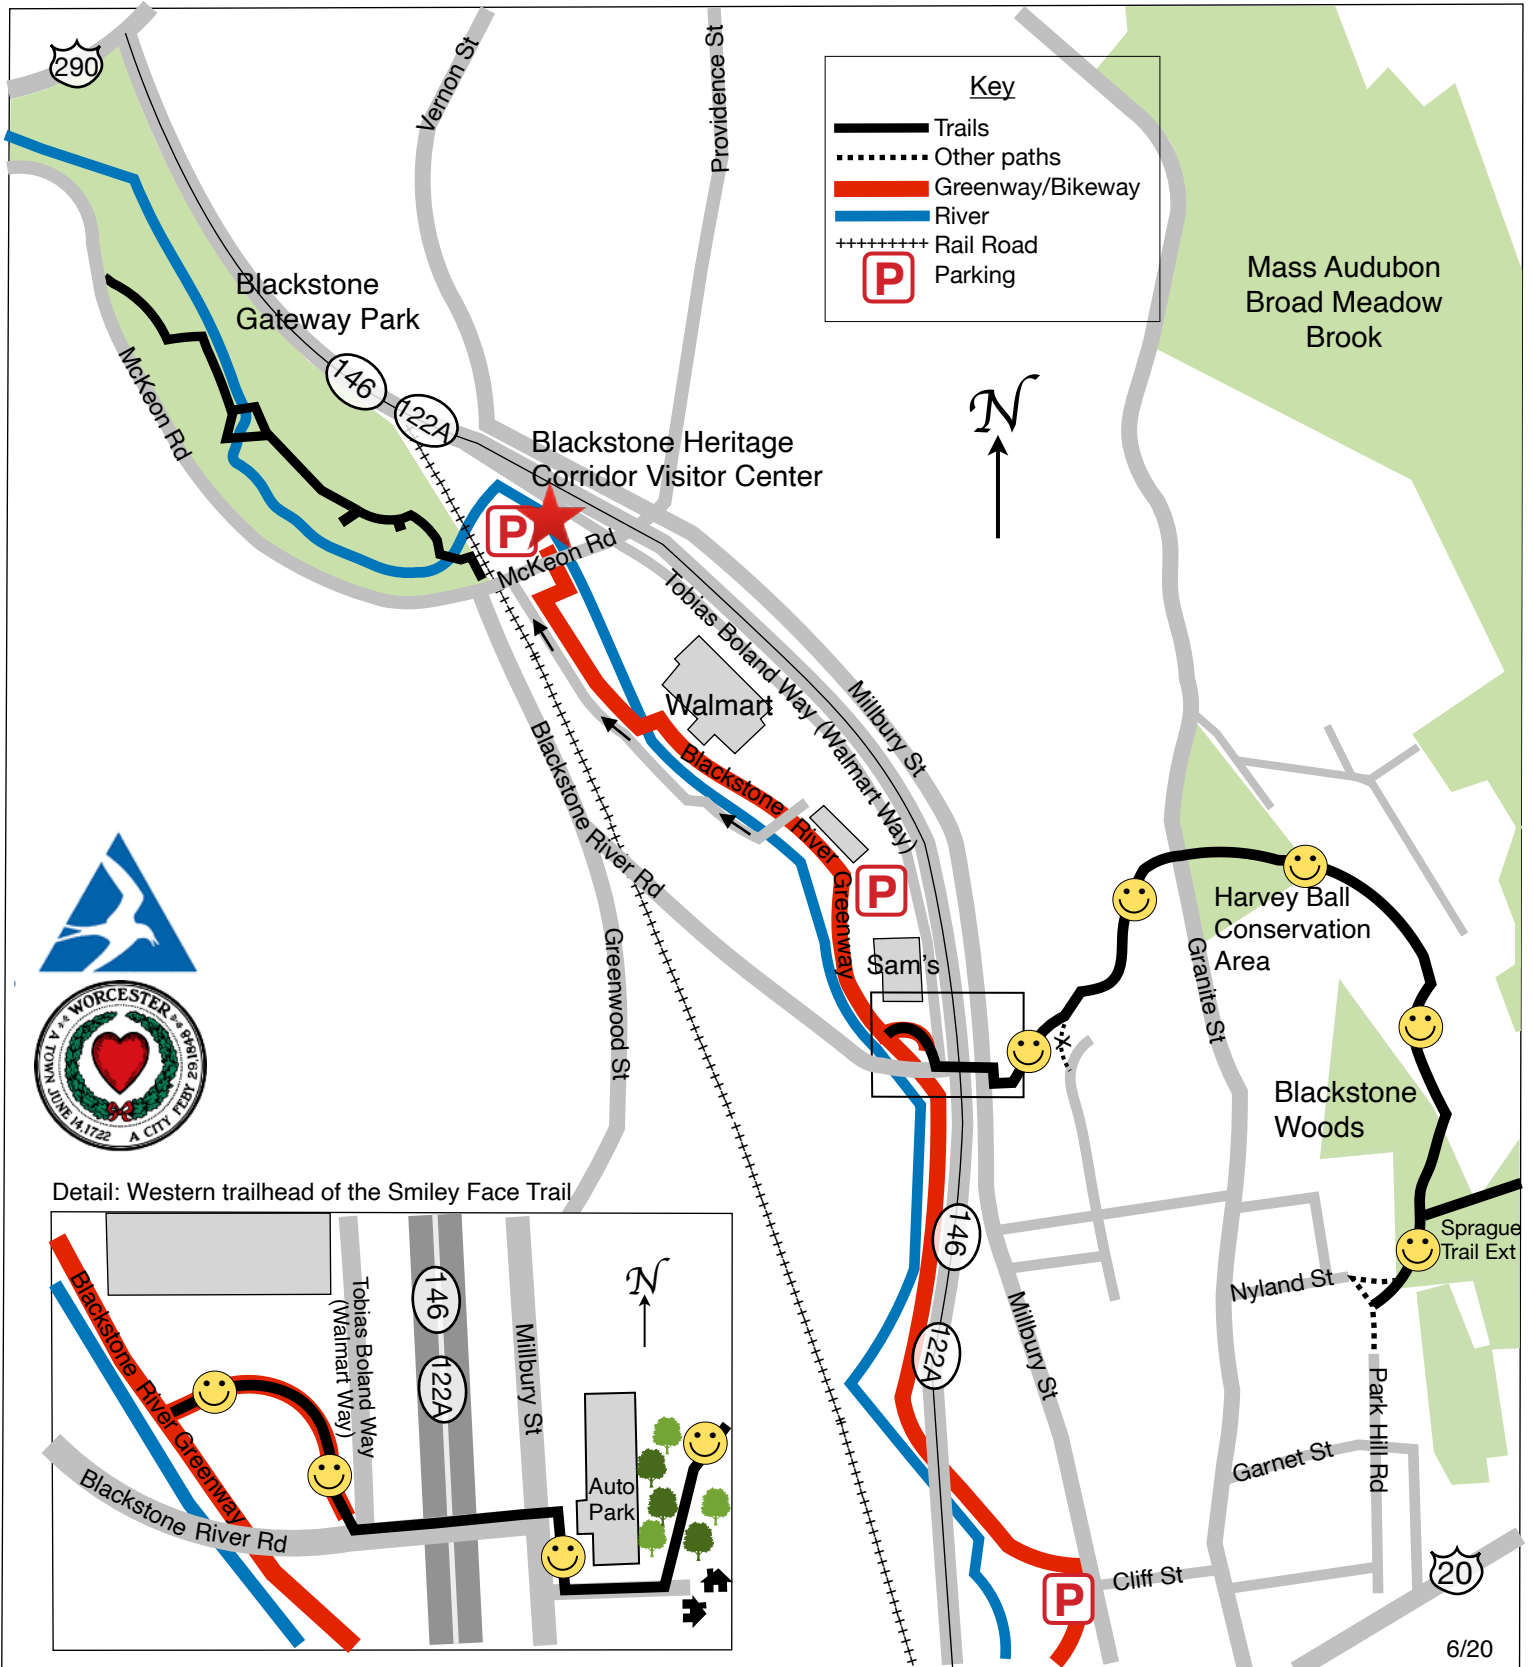 290
Vernon St
Providence St
Key
Trails
Other paths
Greenway/Bikeway
River
Rail Road
P
Parking
Mass Audubon
Broad Meadow
Brook
Blackstone
Gateway Park
McKeon Rd
146
122A
N
Blackstone Heritage
Corridor Visitor Center
P
McKeon Rd
Tobias Boland Way (Walmart Way)
Millbury St
Walmart
Blackstone River Greenway
Blackstone River Rd
P
Sam's
Greenwood St
Harvey Ball
Conservation
Area
Granite St
x
WORCESTER
A TOWN JUNE 14,1722
A CITY FEBY 29,1848
Blackstone
Woods
Sprague
Trail Ext
Nyland St
146
122A
Millbury St
Park Hill Rd
Garnet St
Cliff St
P
20
6/20
Detail: Western trailhead of the Smiley Face Trail
Blackstone River Greenway
Tobias Boland Way
(Walmart Way)
146
122A
Millbury St
N
Auto
Park
Blackstone River Rd